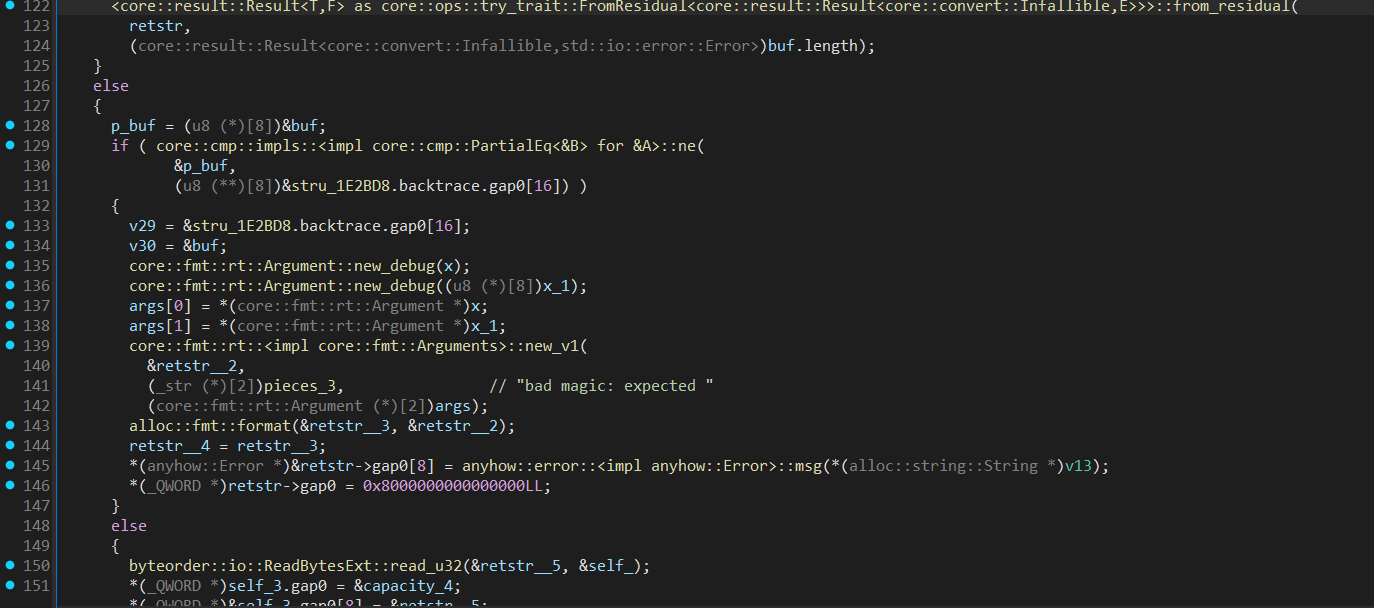 122 <core::result::Result<T,F> as core::ops::try_trait::FromResidual<core::result::Result<core::convert::Infallible,E>>>::from_residual(
123 retstr,
124 (core::result::Result<core::convert::Infallible,std::io::error::Error>)buf.length);
125 }
126 else
127 {
128 p_buf = (u8 (*)[8])&buf;
129 if ( core::cmp::impls::<impl core::cmp::PartialEq<&B> for &A>::ne(
130 &p_buf,
131 (u8 (**)[8])&stru_1E2BD8.backtrace.gap0[16]) )
132 {
133 v29 = &stru_1E2BD8.backtrace.gap0[16];
134 v30 = &buf;
135 core::fmt::rt::Argument::new_debug(x);
136 core::fmt::rt::Argument::new_debug((u8 (*)[8])x_1);
137 args[0] = *(core::fmt::rt::Argument *)x;
138 args[1] = *(core::fmt::rt::Argument *)x_1;
139 core::fmt::rt::<impl core::fmt::Arguments>::new_v1(
140 &retstr__2,
141 (_str (*)[2])pieces_3, // "bad magic: expected "
142 (core::fmt::rt::Argument (*)[2])args);
143 alloc::fmt::format(&retstr__3, &retstr__2);
144 retstr__4 = retstr__3;
145 *(anyhow::Error *)&retstr->gap0[8] = anyhow::error::<impl anyhow::Error>::msg(*(alloc::string::String *)v13);
146 *(_QWORD *)retstr->gap0 = 0x8000000000000000LL;
147 }
148 else
149 {
150 byteorder::io::ReadBytesExt::read_u32(&retstr__5, &self_);
151 *(_QWORD *)self_3.gap0 = &capacity_4;
*(_QWORD *)&self_3.gap0[8] = &retstr__5;